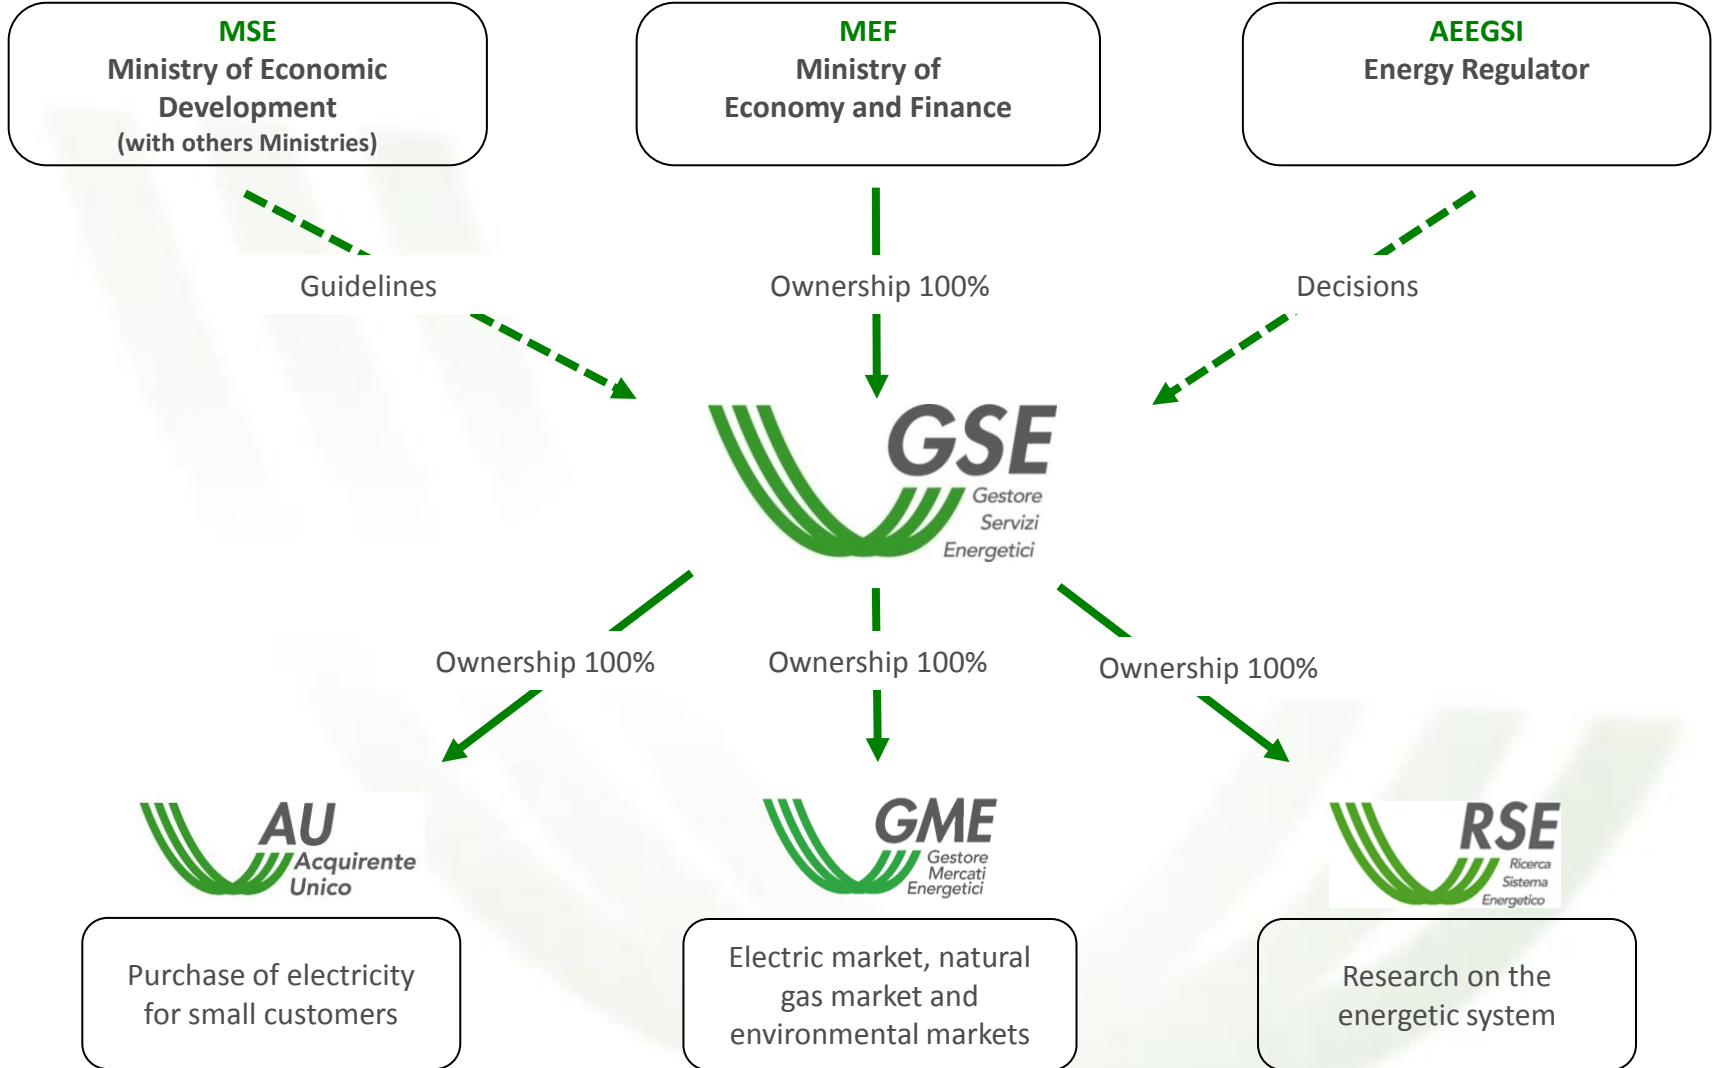 MSE
Ministry of Economic
Development
(with others Ministries)
MEF
Ministry of
Economy and Finance
AEEGSI
Energy Regulator
Guidelines
Ownership 100%
Decisions
GSE
Gestore
Servizi
Energetici
Ownership 100%
Ownership 100%
Ownership 100%
AU
Acquirente
Unico
GME
Gestore
Mercati
Energetici
RSE
Ricerca
Sistema
Energetico
Purchase of electricity
for small customers
Electric market, natural
gas market and
environmental markets
Research on the
energetic system